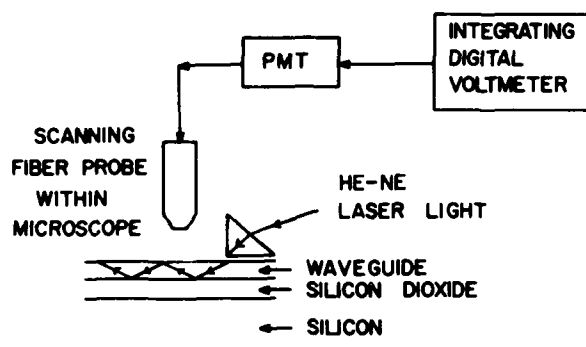 INTEGRATING
DIGITAL
VOLTMETER
PMT
SCANNING
FIBER PROBE
WITHIN
MICROSCOPE
HE-NE
LASER LIGHT
WAVEGUIDE
SILICON DIOXIDE
SILICON